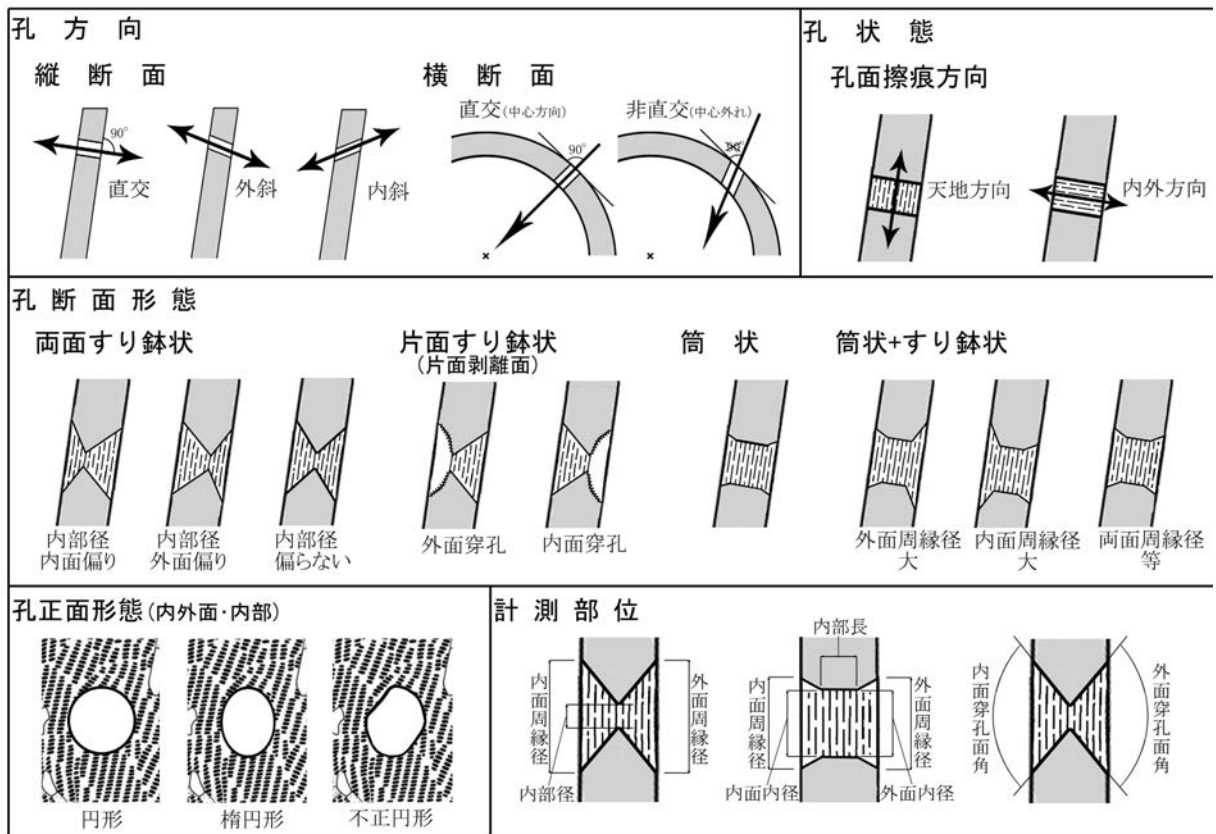 孔方向
縦断面
90°
直交
外斜
内斜
横断面
直交(中心方向)
90°
×
非直交(中心外れ)
90°
×
孔状態
孔面擦痕方向
天地方向
内外方向
孔断面形態
両面すり鉢状
内部径
内面偏り
内部径
外面偏り
内部径
偏らない
片面すり鉢状
(片面剥離面)
外面穿孔
内面穿孔
筒状
筒状+すり鉢状
外面周縁径
大
内面周縁径
大
両面周縁径
等
孔正面形態(内外面・内部)
円形
楕円形
不正円形
計測部位
内面周縁径
外面周縁径
内部径
内部長
内面周縁径
外面周縁径
内面内径
外面内径
内面穿孔面角
外面穿孔面角